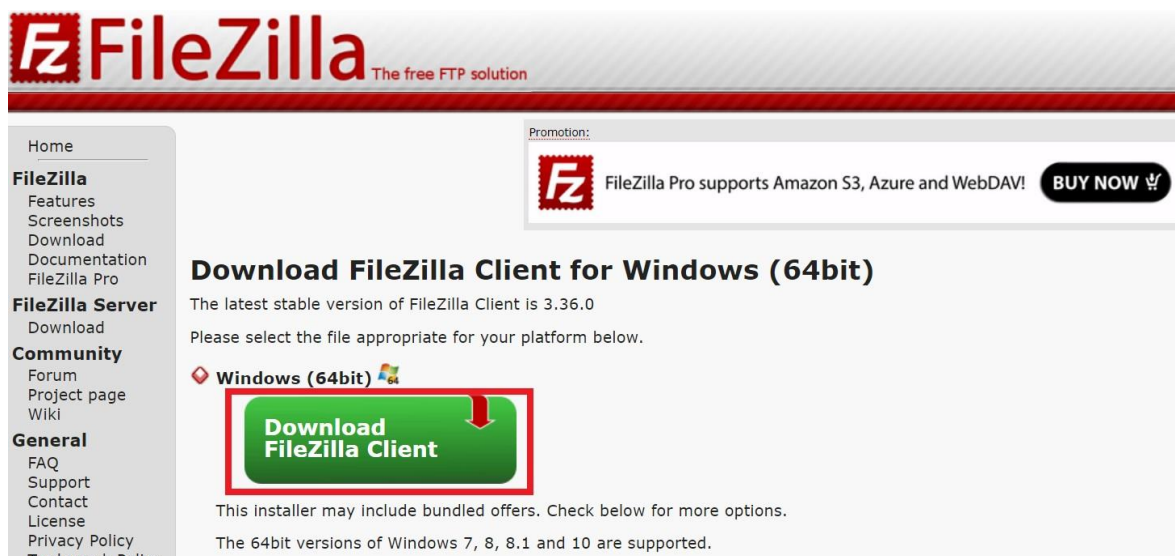 Fz FileZilla The free FTP solution
Promotion:
Fz FileZilla Pro supports Amazon S3, Azure and WebDAV! BUY NOW
Home
FileZilla
Features
Screenshots
Download
Documentation
FileZilla Pro
FileZilla Server
Download
Community
Forum
Project page
Wiki
General
FAQ
Support
Contact
License
Privacy Policy
Download FileZilla Client for Windows (64bit)
The latest stable version of FileZilla Client is 3.36.0
Please select the file appropriate for your platform below.
Windows (64bit) 64
Download
FileZilla Client
This installer may include bundled offers. Check below for more options.
The 64bit versions of Windows 7, 8, 8.1 and 10 are supported.